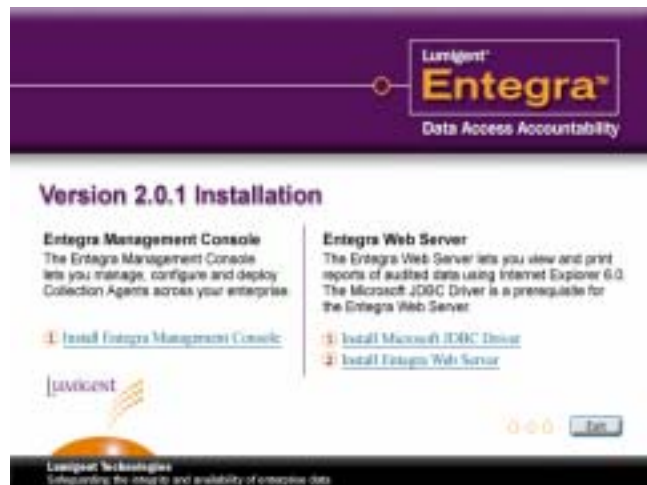 Lumigent®
Entegra™
Data Access Accountability
Version 2.0.1 Installation
Entegra Management Console
The Entegra Management Console
lets you manage, configure and deploy
Collection Agents across your enterprise.
1 Install Entegra Management Console
Entegra Web Server
The Entegra Web Server lets you view and print
reports of audited data using Internet Explorer 6.0.
The Microsoft JDBC Driver is a prerequisite for
the Entegra Web Server.
1 Install Microsoft JDBC Driver
2 Install Entegra Web Server
Lumigent
Exit
Lumigent Technologies
Safeguarding the integrity and availability of enterprise data